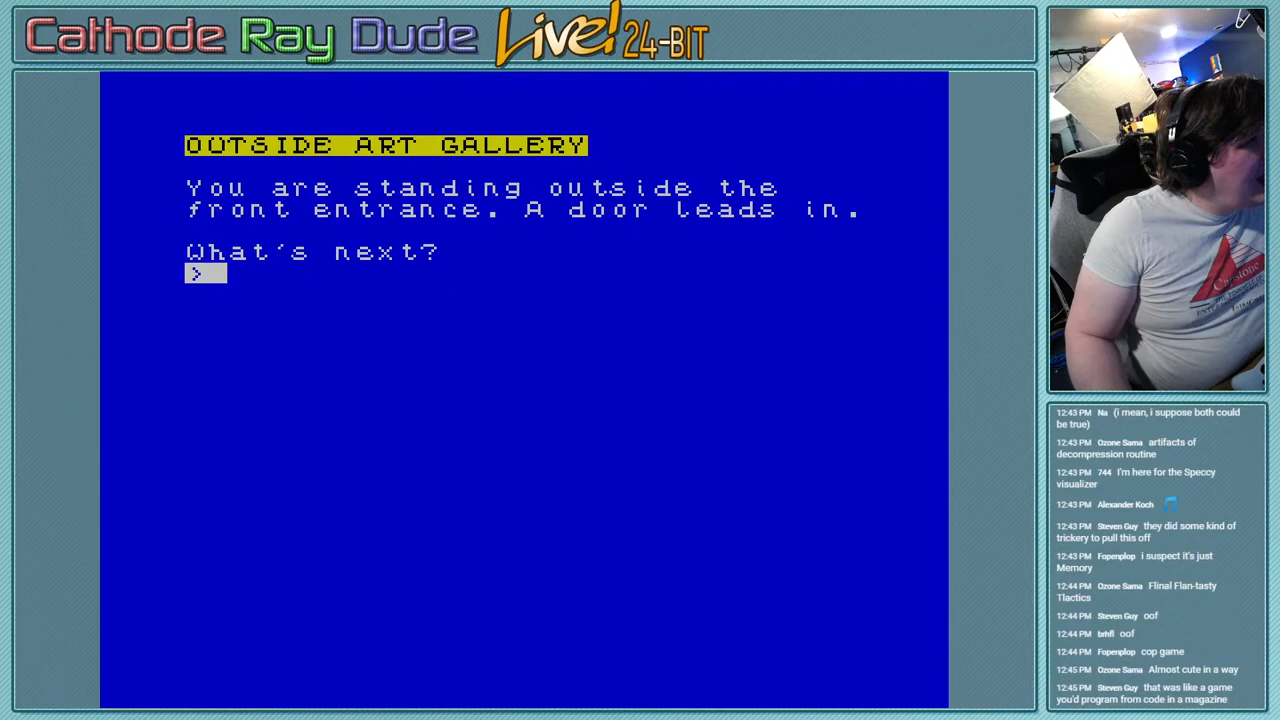 Cathode Ray Dude Live! 24-BIT
OUTSIDE ART GALLERY
You are standing outside the
front entrance. A door leads in.
What's next?
>
12:43 PM Na (i mean, i suppose both could
be true)
12:43 PM Ozone Sama artifacts of
decompression routine
12:43 PM 744 I'm here for the Speccy
visualizer
12:43 PM Alexander Koch 🎵
12:43 PM Steven Guy they did some kind of
trickery to pull this off
12:43 PM Fopenplop i suspect it's just
Memory
12:44 PM Ozone Sama Flinal Flan-tasty
Tlactics
12:44 PM Steven Guy oof
12:44 PM brhfl oof
12:44 PM Fopenplop cop game
12:45 PM Ozone Sama Almost cute in a way
12:45 PM Steven Guy that was like a game
you'd program from code in a magazine